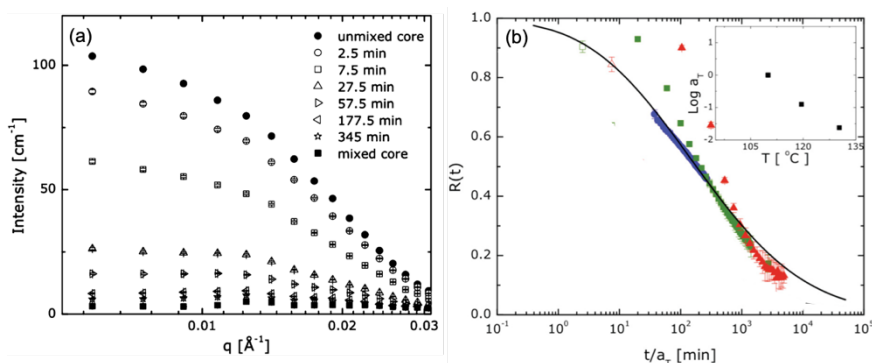 (a)
unmixed core
2.5 min
7.5 min
27.5 min
57.5 min
177.5 min
345 min
mixed core
100
50
0
Intensity [cm⁻¹]
0.01
0.02
0.03
q [Å⁻¹]
(b)
1.0
0.8
0.6
0.4
0.2
0.0
R(t)
10⁻¹
10⁰
10¹
10²
10³
10⁴
10⁵
t/a_T [min]
1
0
-1
-2
Log a_T
105
120
135
T [°C]